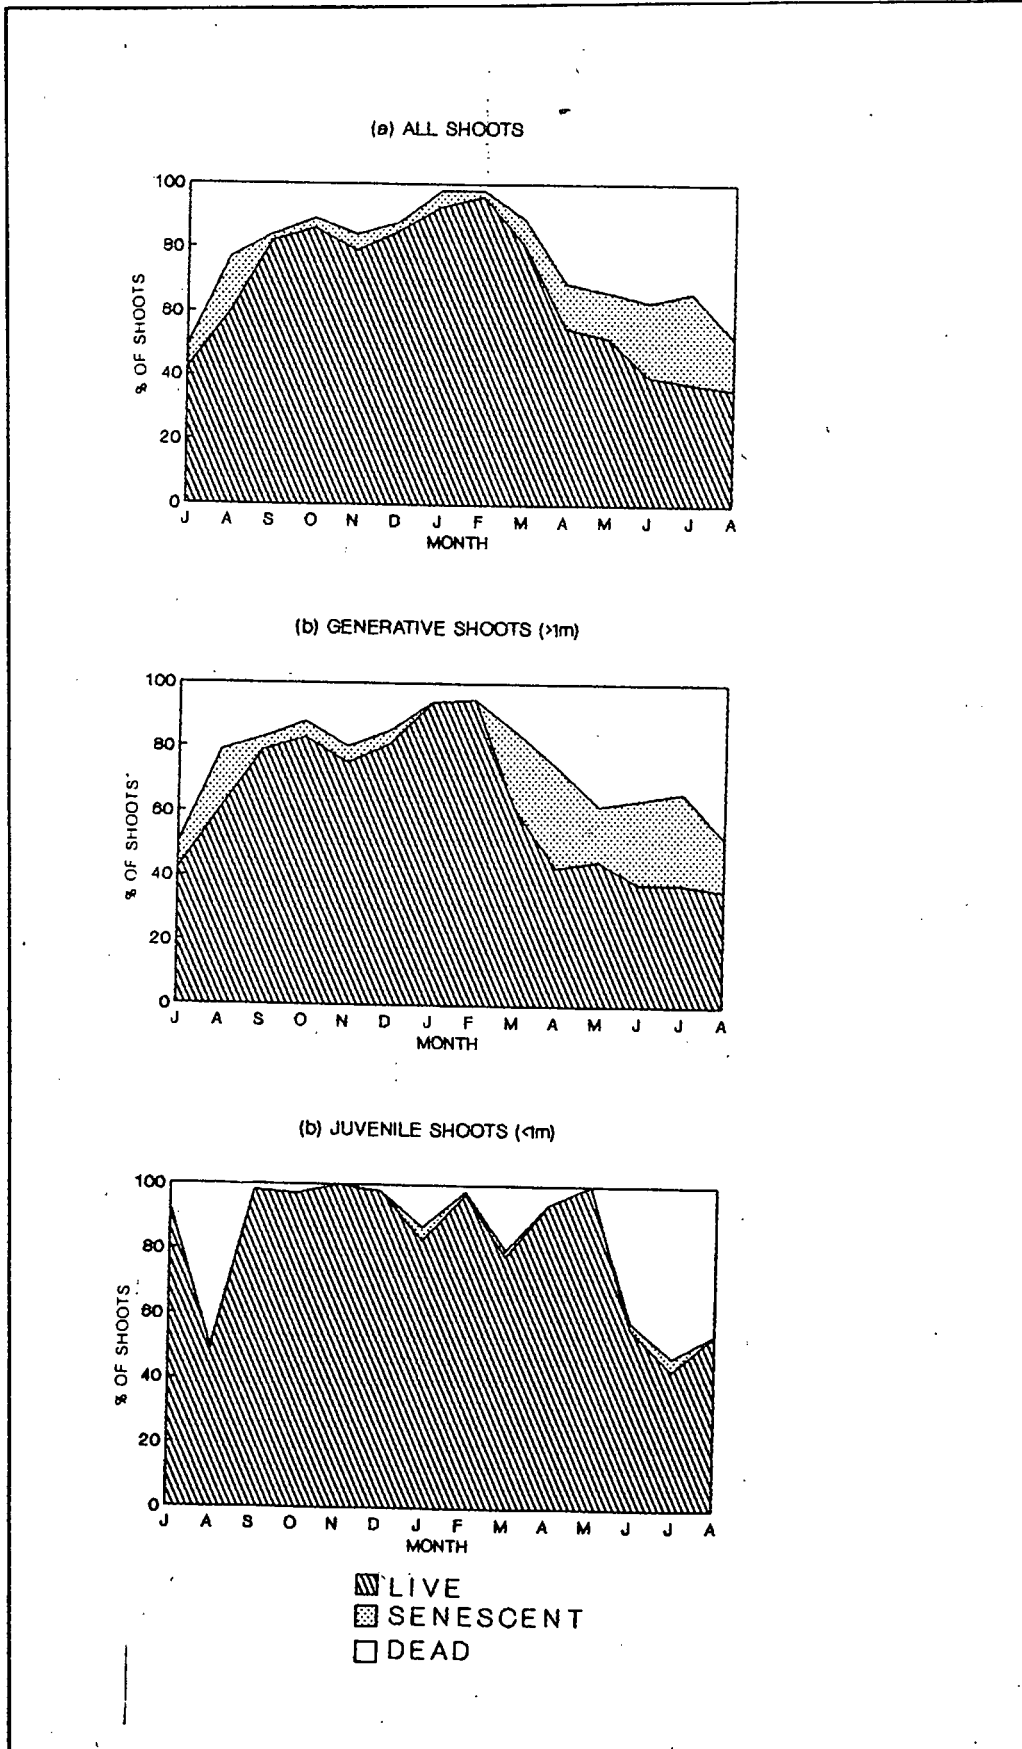 (a) ALL SHOOTS
100
80
60
40
20
0
% OF SHOOTS
J A S O N D J F M A M J J A
MONTH
(b) GENERATIVE SHOOTS (>1m)
100
80
60
40
20
0
% OF SHOOTS
J A S O N D J F M A M J J A
MONTH
(b) JUVENILE SHOOTS (<1m)
100
80
60
40
20
0
% OF SHOOTS
J A S O N D J F M A M J J A
MONTH
LIVE
SENESCENT
DEAD